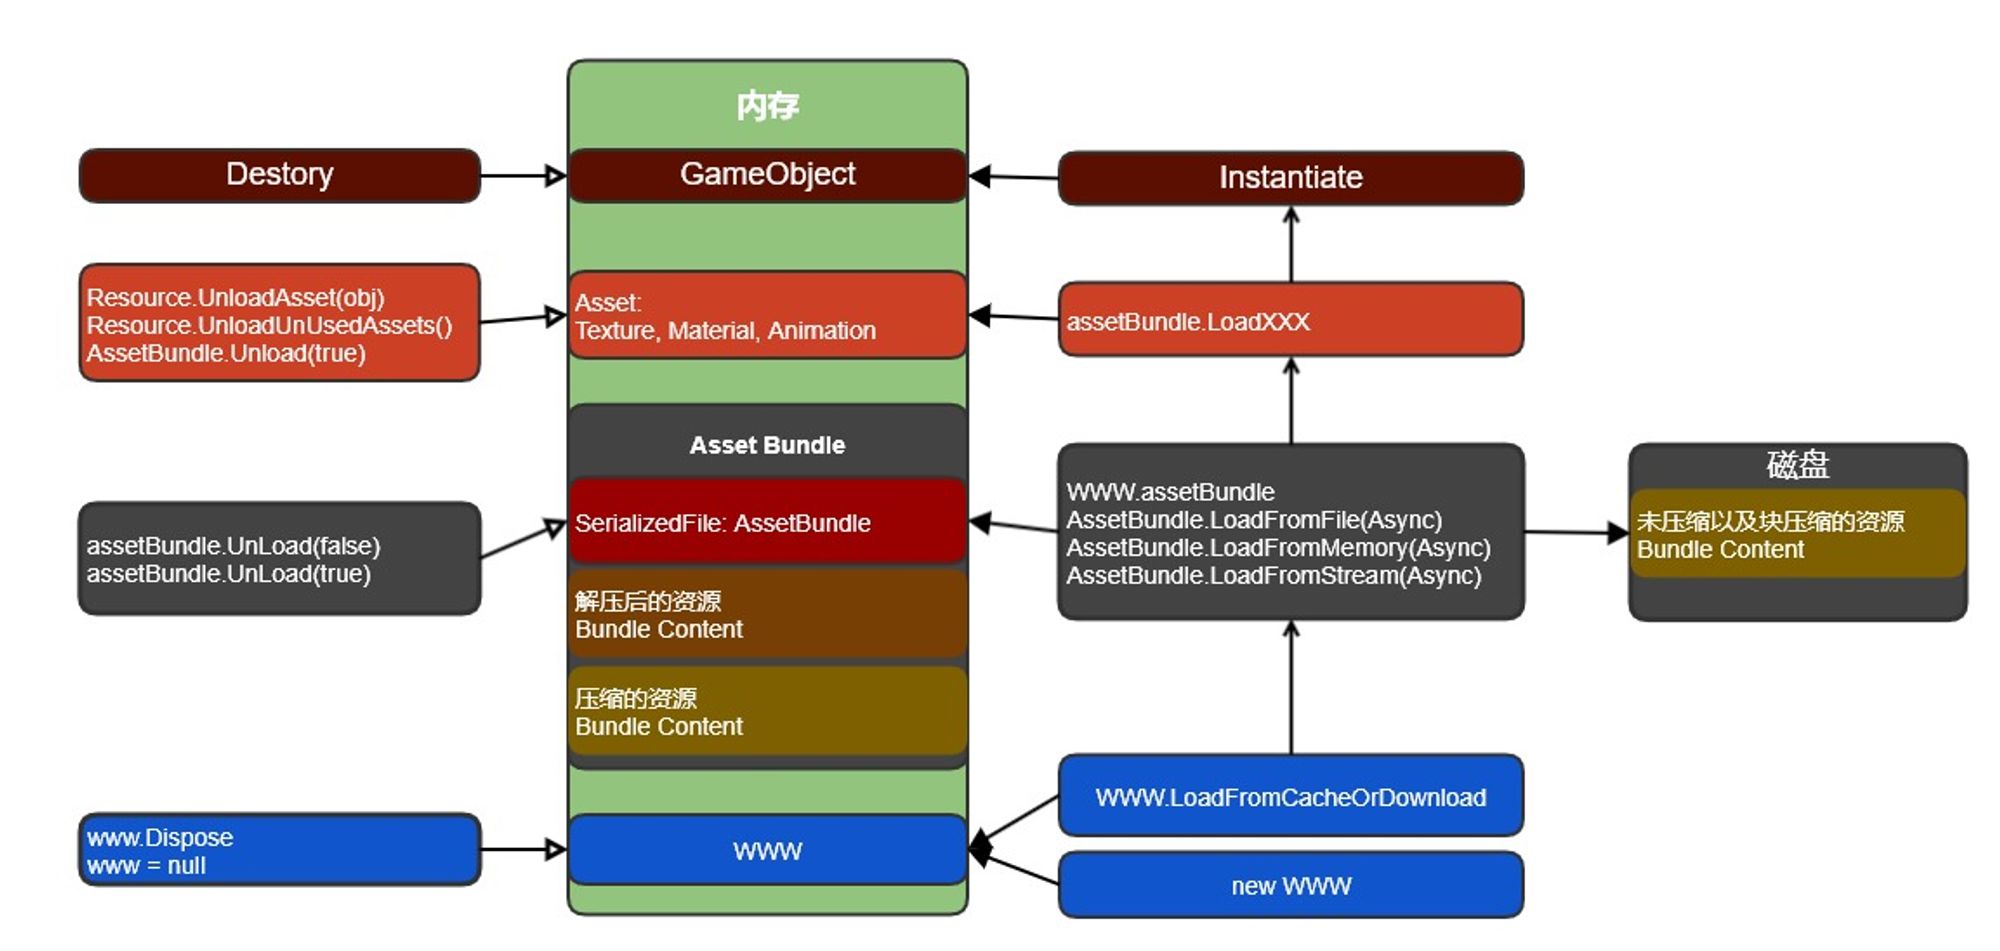 内存
Destory
GameObject
Instantiate
Resource.UnloadAsset(obj)
Resource.UnloadUnUsedAssets()
AssetBundle.Unload(true)
Asset:
Texture, Material, Animation
assetBundle.LoadXXX
Asset Bundle
SerializedFile: AssetBundle
解压后的资源
Bundle Content
压缩的资源
Bundle Content
assetBundle.UnLoad(false)
assetBundle.UnLoad(true)
WWW.assetBundle
AssetBundle.LoadFromFile(Async)
AssetBundle.LoadFromMemory(Async)
AssetBundle.LoadFromStream(Async)
磁盘
未压缩以及块压缩的资源
Bundle Content
www.Dispose
www = null
WWW
WWW.LoadFromCacheOrDownload
new WWW